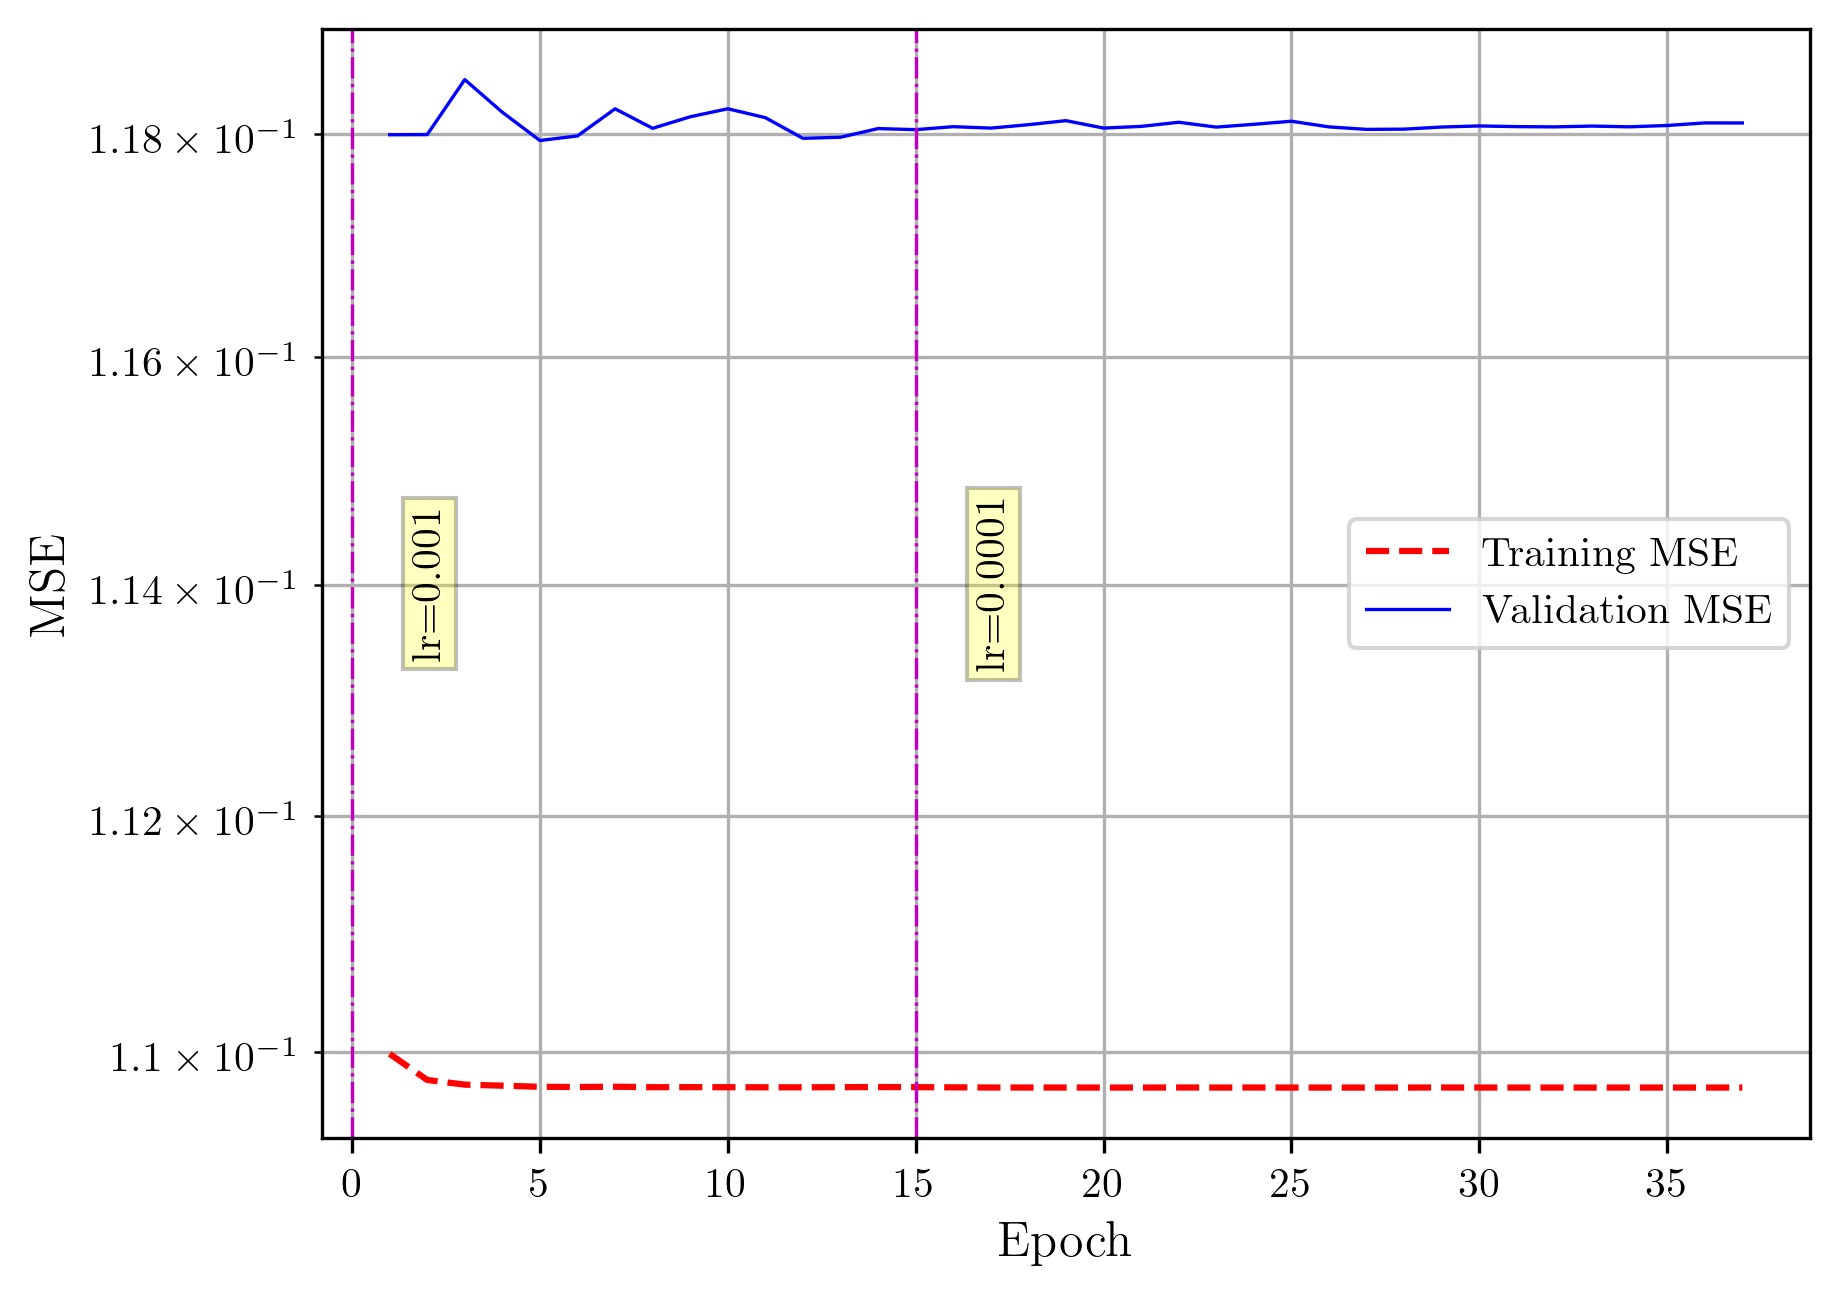 MSE
1.18 × 10⁻¹
1.16 × 10⁻¹
1.14 × 10⁻¹
1.12 × 10⁻¹
1.1 × 10⁻¹
lr=0.001
lr=0.0001
Training MSE
Validation MSE
0 5 10 15 20 25 30 35
Epoch